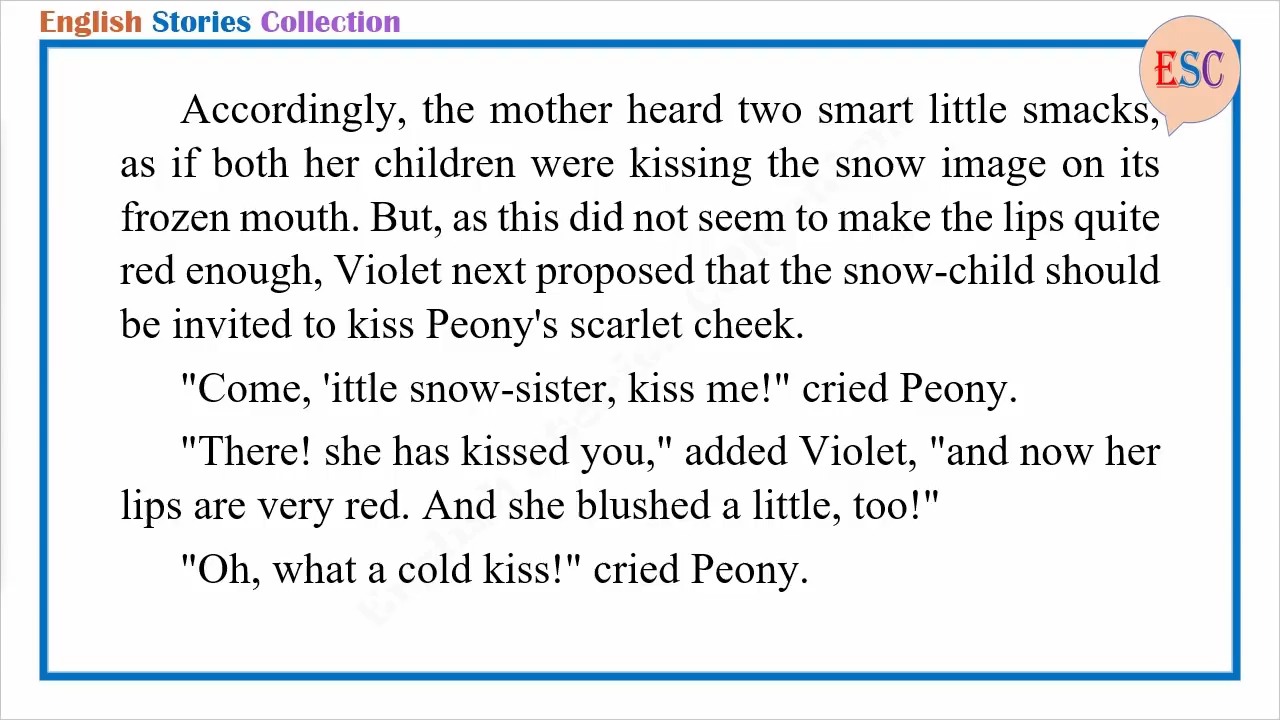 English Stories Collection
ESC
Accordingly, the mother heard two smart little smacks,
as if both her children were kissing the snow image on its
frozen mouth. But, as this did not seem to make the lips quite
red enough, Violet next proposed that the snow-child should
be invited to kiss Peony's scarlet cheek.
"Come, 'ittle snow-sister, kiss me!" cried Peony.
"There! she has kissed you," added Violet, "and now her
lips are very red. And she blushed a little, too!"
"Oh, what a cold kiss!" cried Peony.